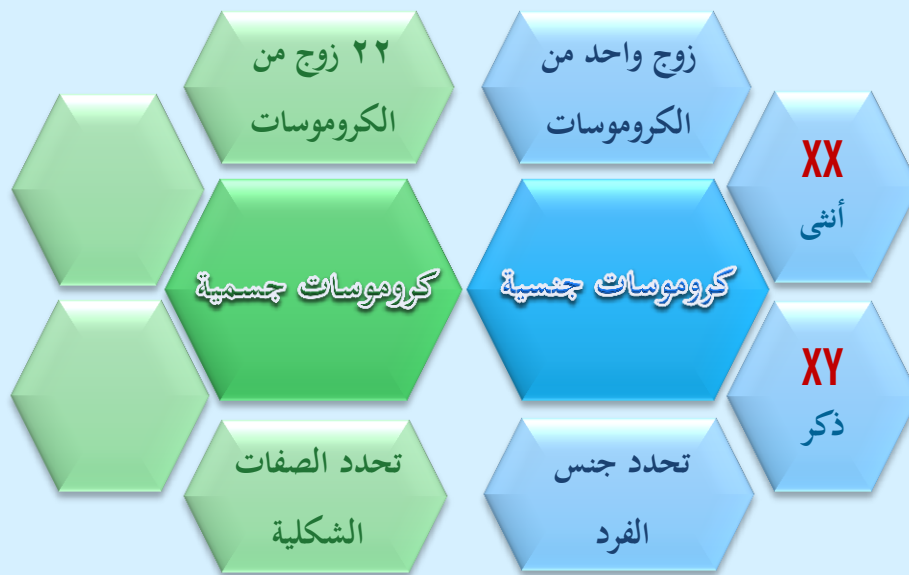 زوج واحد من
الكروموسات
٢٢ زوج من
الكروموسات
XX
أنثى
كروموسات جنسية
كروموسات جسمية
XY
ذكر
تحدد جنس
الفرد
تحدد الصفات
الشكلية